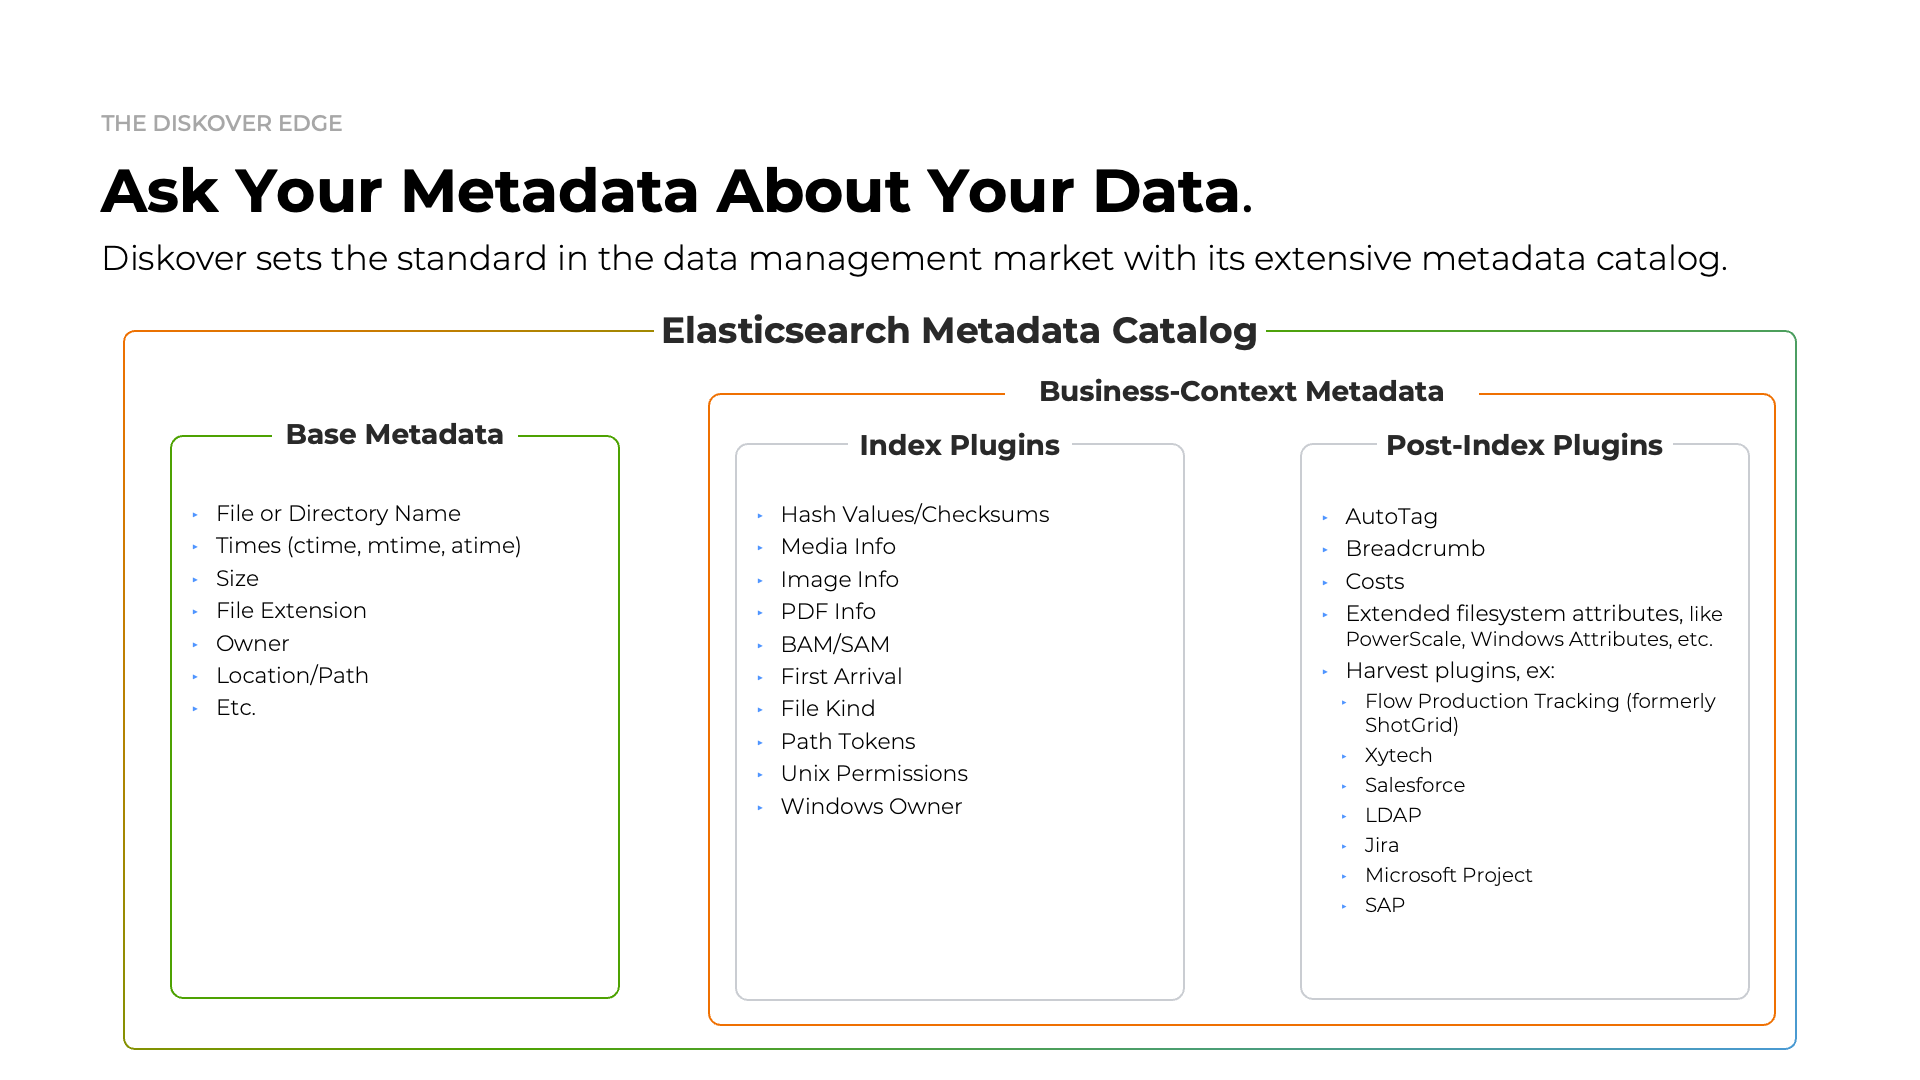 THE DISKOVER EDGE
Ask Your Metadata About Your Data.
Diskover sets the standard in the data management market with its extensive metadata catalog.
Elasticsearch Metadata Catalog
Base Metadata
File or Directory Name
Times (ctime, mtime, atime)
Size
File Extension
Owner
Location/Path
Etc.
Business-Context Metadata
Index Plugins
Hash Values/Checksums
Media Info
Image Info
PDF Info
BAM/SAM
First Arrival
File Kind
Path Tokens
Unix Permissions
Windows Owner
Post-Index Plugins
AutoTag
Breadcrumb
Costs
Extended filesystem attributes, like
PowerScale, Windows Attributes, etc.
Harvest plugins, ex:
Flow Production Tracking (formerly
ShotGrid)
Xytech
Salesforce
LDAP
Jira
Microsoft Project
SAP